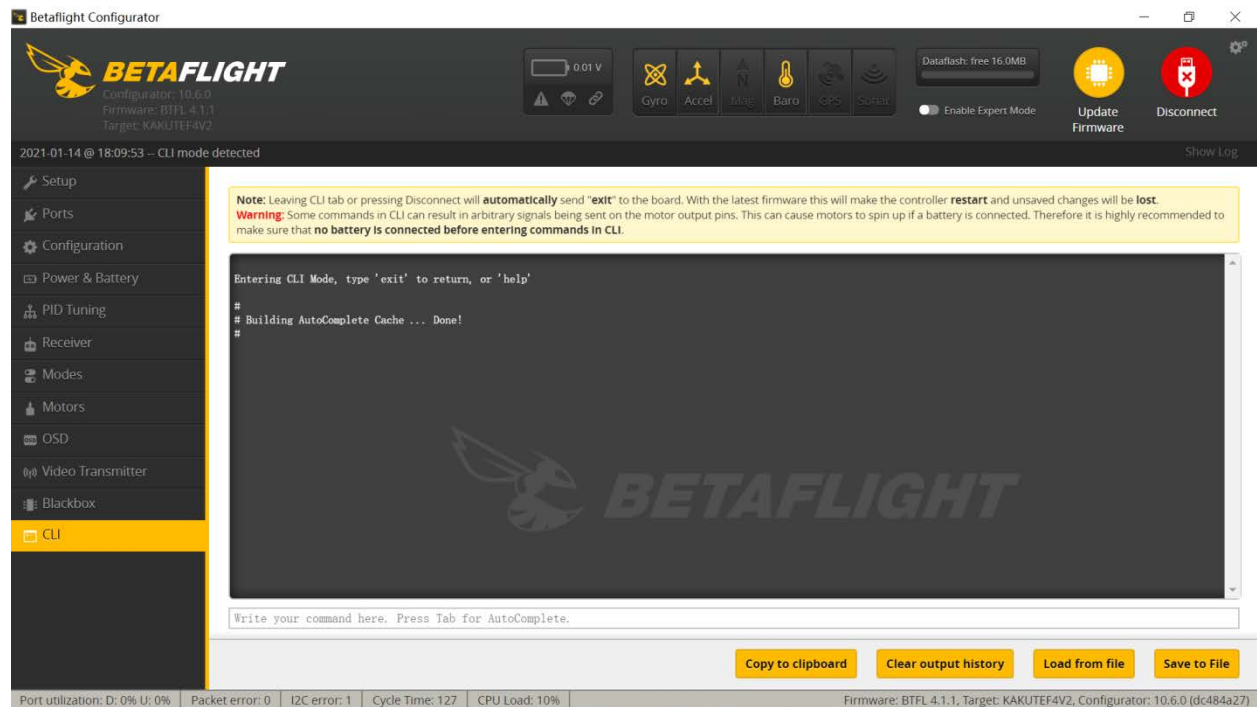 Betaflight Configurator
BETAFLIGHT
Configurator: 10.6.0
Firmware: BTFL 4.1.1
Target: KAKUTEF4V2
0.01 V
Gyro Accel Mag Baro GPS Sonar
Dataflash: free 16.0MB
Enable Expert Mode
Update
Firmware
Disconnect
2021-01-14 @ 18:09:53 -- CLI mode detected
Show Log
Setup
Ports
Configuration
Power & Battery
PID Tuning
Receiver
Modes
Motors
OSD
Video Transmitter
Blackbox
CLI
Note: Leaving CLI tab or pressing Disconnect will automatically send "exit" to the board. With the latest firmware this will make the controller restart and unsaved changes will be lost.
Warning: Some commands in CLI can result in arbitrary signals being sent on the motor output pins. This can cause motors to spin up if a battery is connected. Therefore it is highly recommended to
make sure that no battery is connected before entering commands in CLI.
Entering CLI Mode, type 'exit' to return, or 'help'
#
# Building AutoComplete Cache ... Done!
#
BETAFLIGHT
Write your command here. Press Tab for AutoComplete.
Copy to clipboard
Clear output history
Load from file
Save to File
Port utilization: D: 0% U: 0%
Packet error: 0
I2C error: 1
Cycle Time: 127
CPU Load: 10%
Firmware: BTFL 4.1.1, Target: KAKUTEF4V2, Configurator: 10.6.0 (dc484a27)